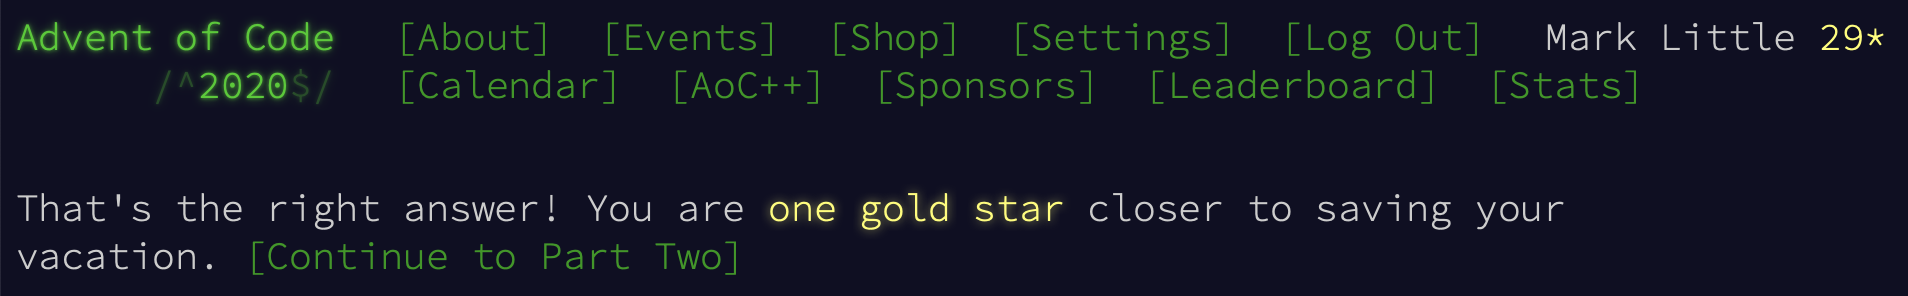 Advent of Code [About] [Events] [Shop] [Settings] [Log Out] Mark Little 29*
/^2020$/ [Calendar] [AoC++] [Sponsors] [Leaderboard] [Stats]
That's the right answer! You are one gold star closer to saving your
vacation. [Continue to Part Two]